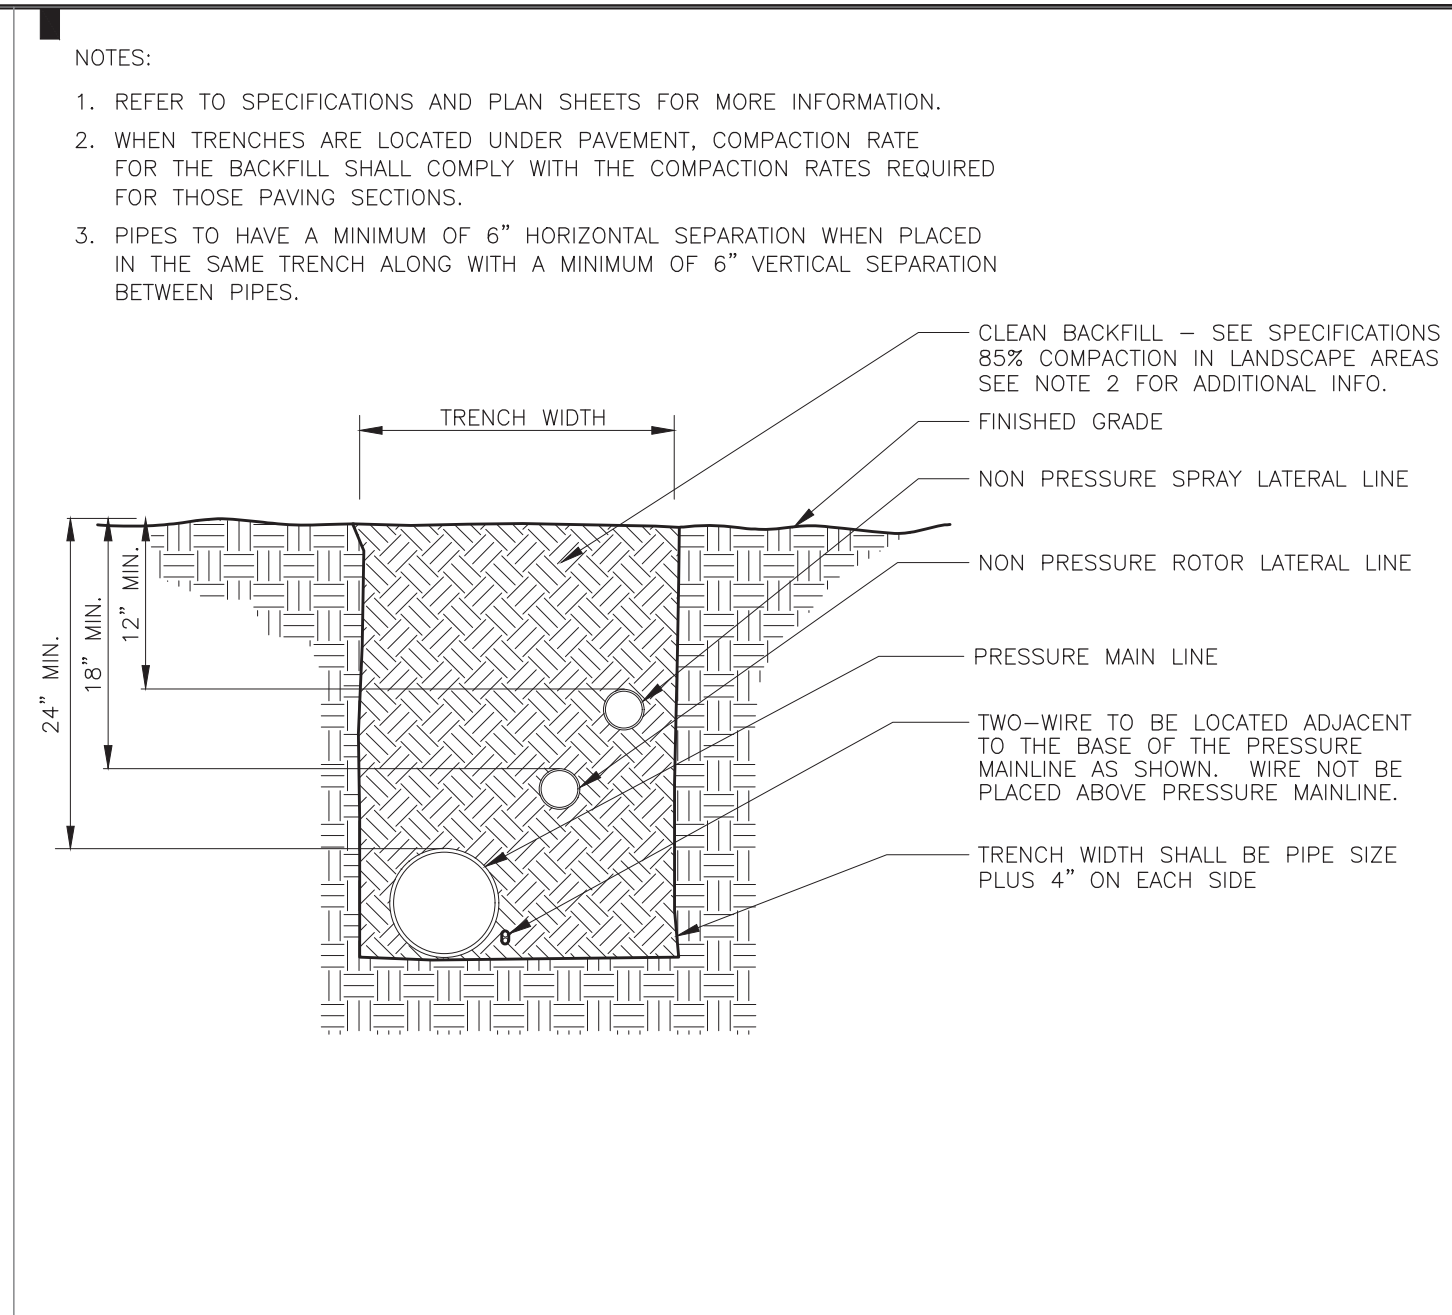 NOTES:
1. REFER TO SPECIFICATIONS AND PLAN SHEETS FOR MORE INFORMATION.
2. WHEN TRENCHES ARE LOCATED UNDER PAVEMENT, COMPACTION RATE
FOR THE BACKFILL SHALL COMPLY WITH THE COMPACTION RATES REQUIRED
FOR THOSE PAVING SECTIONS.
3. PIPES TO HAVE A MINIMUM OF 6” HORIZONTAL SEPARATION WHEN PLACED
IN THE SAME TRENCH ALONG WITH A MINIMUM OF 6” VERTICAL SEPARATION
BETWEEN PIPES.
CLEAN BACKFILL – SEE SPECIFICATIONS
85% COMPACTION IN LANDSCAPE AREAS
SEE NOTE 2 FOR ADDITIONAL INFO.
TRENCH WIDTH
FINISHED GRADE
NON PRESSURE SPRAY LATERAL LINE
NON PRESSURE ROTOR LATERAL LINE
24” MIN.
18” MIN.
12” MIN.
PRESSURE MAIN LINE
TWO–WIRE TO BE LOCATED ADJACENT
TO THE BASE OF THE PRESSURE
MAINLINE AS SHOWN. WIRE NOT BE
PLACED ABOVE PRESSURE MAINLINE.
TRENCH WIDTH SHALL BE PIPE SIZE
PLUS 4” ON EACH SIDE